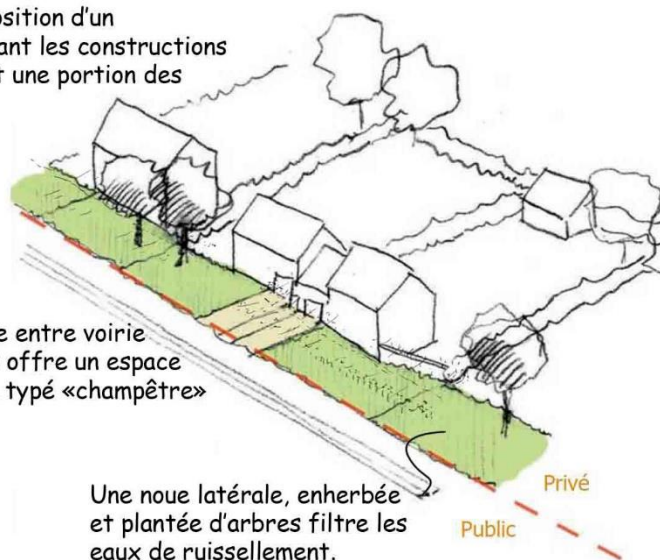 osition d'un
ant les constructions
t une portion des
e entre voirie
offre un espace
typé «champêtre»
Une noue latérale, enherbée
et plantée d'arbres filtre les
eaux de ruissellement.
Privé
Public